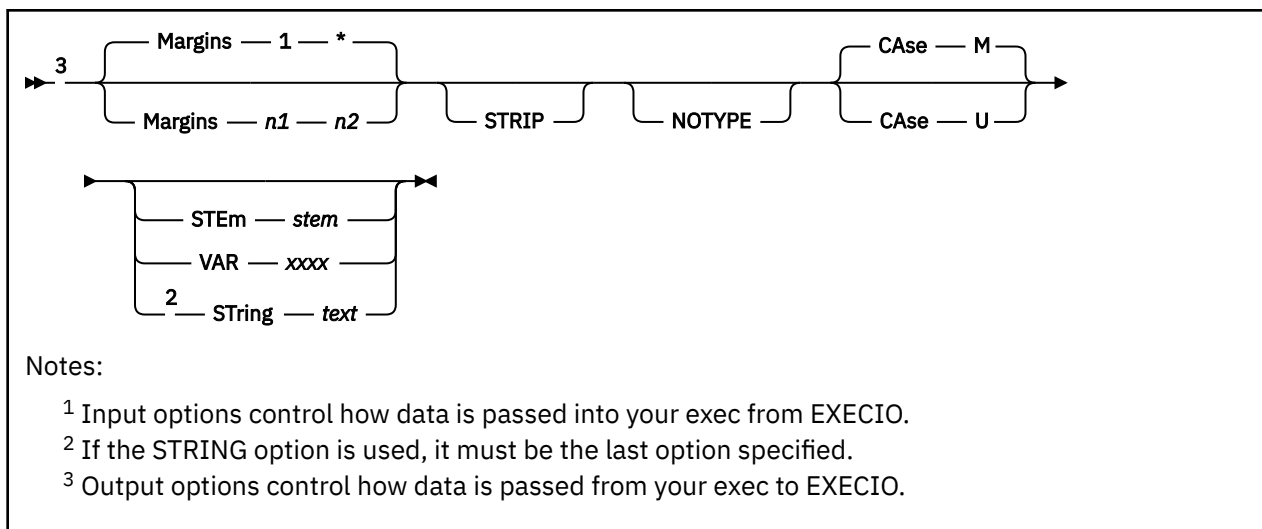 Margins 1 *
3
Margins n1 n2
STRIP
NOTYPE
CAse M
CAse U
STEm stem
VAR xxxx
2 STring text
Notes:
1 Input options control how data is passed into your exec from EXECIO.
2 If the STRING option is used, it must be the last option specified.
3 Output options control how data is passed from your exec to EXECIO.